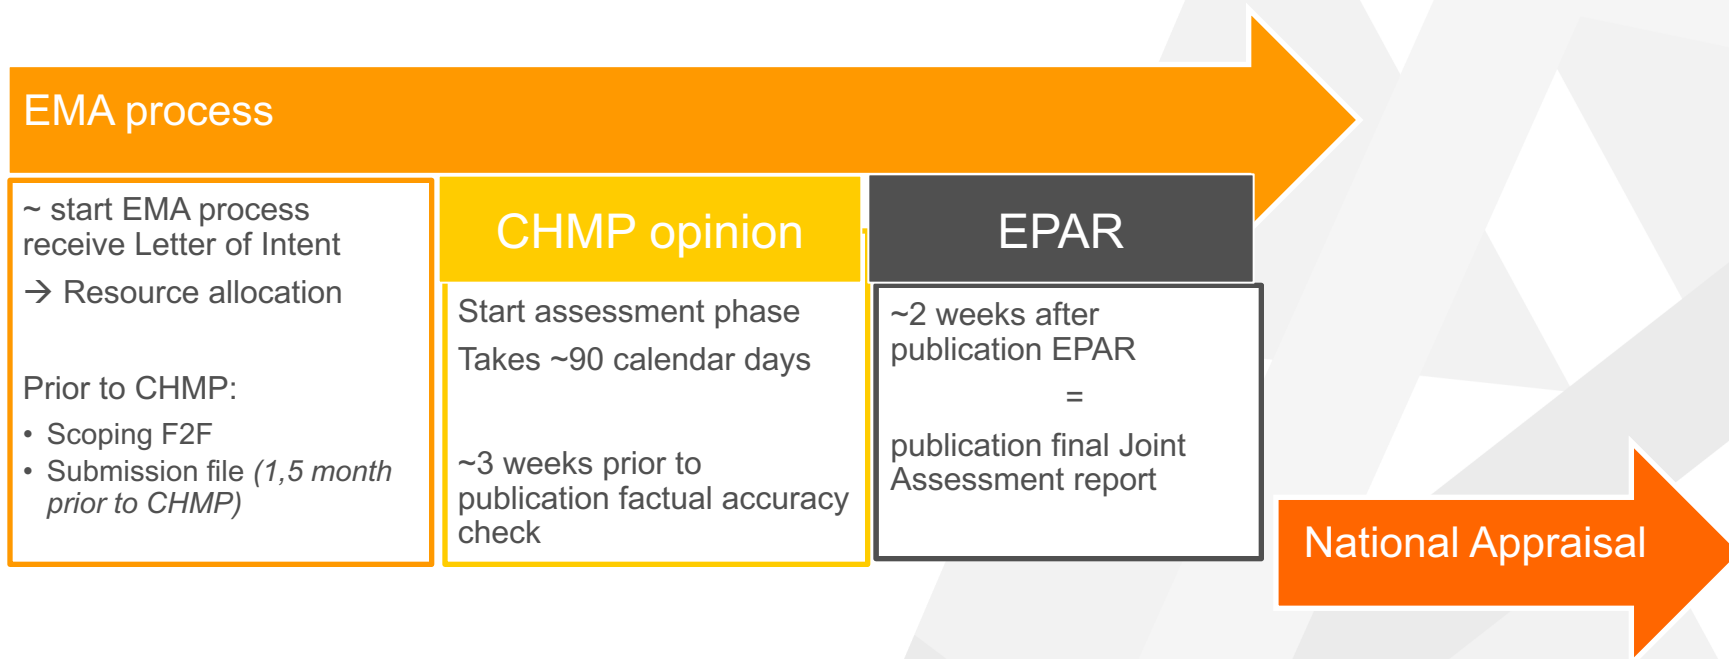 EMA process
~ start EMA process
receive Letter of Intent
→ Resource allocation
Prior to CHMP:
• Scoping F2F
• Submission file (1,5 month
prior to CHMP)
CHMP opinion
Start assessment phase
Takes ~90 calendar days
~3 weeks prior to
publication factual accuracy
check
EPAR
~2 weeks after
publication EPAR
=
publication final Joint
Assessment report
National Appraisal